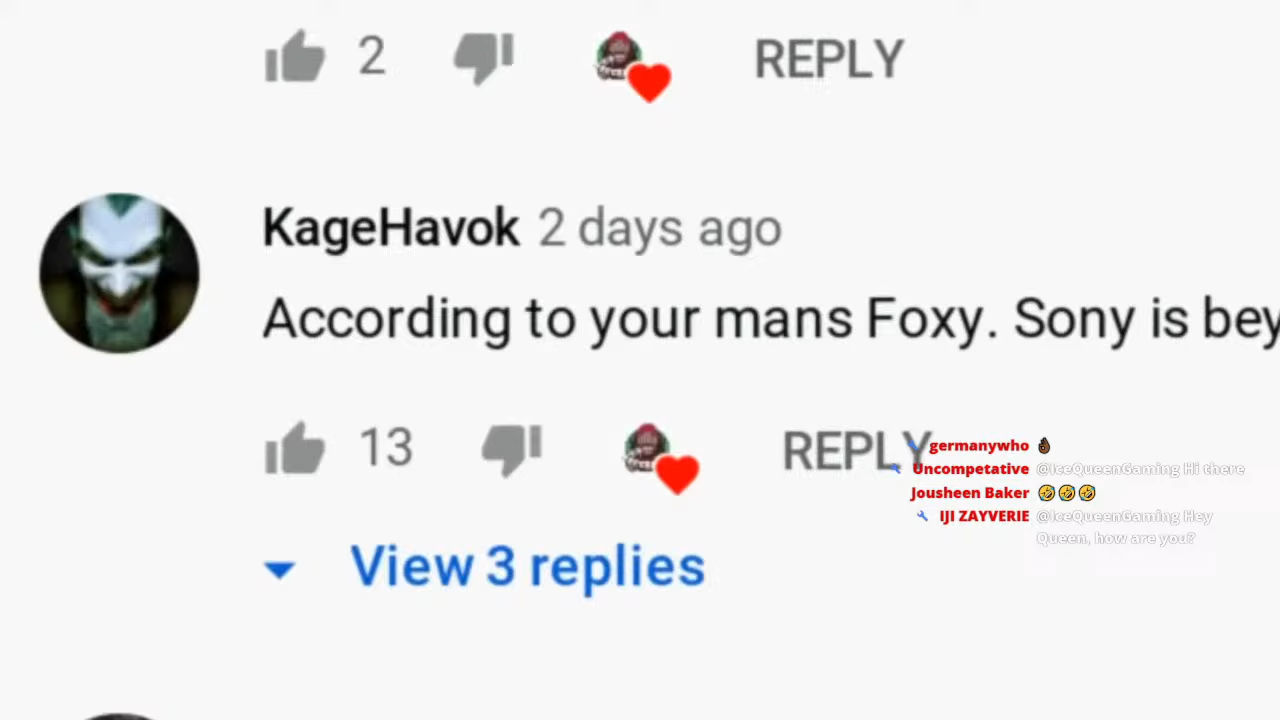 2 REPLY
KageHavok 2 days ago
According to your mans Foxy. Sony is bey
13 REPLY
germanywho 👌🏿
Uncompetative @IceQueenGaming Hi there
Jousheen Baker 🤣🤣🤣
IJI ZAYVERIE @IceQueenGaming Hey
Queen, how are you?
View 3 replies